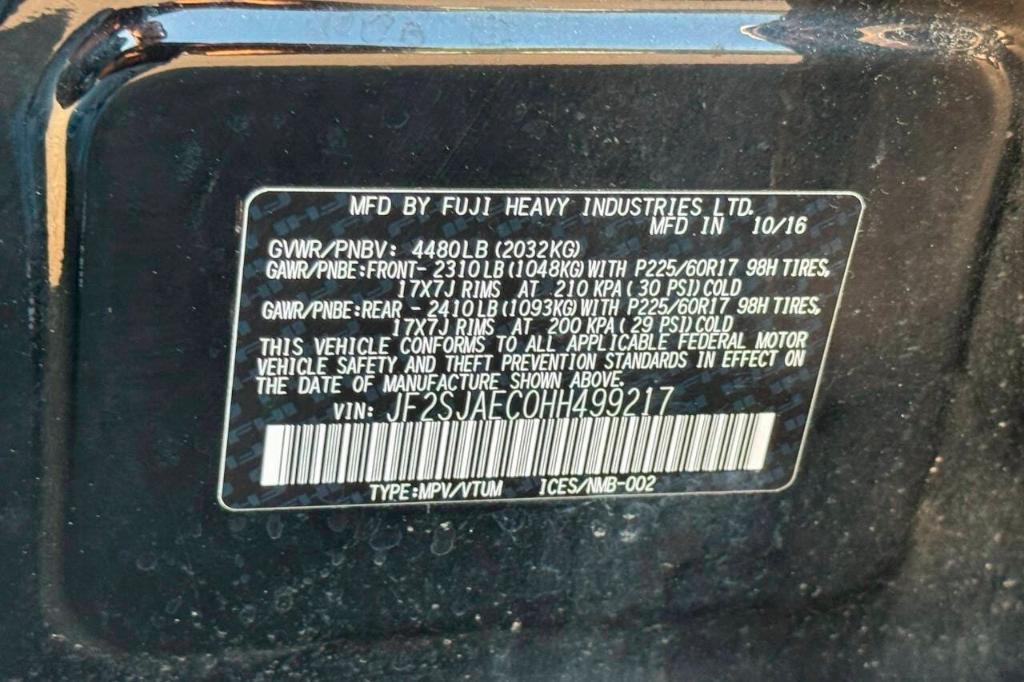 MFD BY FUJI HEAVY INDUSTRIES LTD.
MFD IN 10/16
GVWR/PNBV: 4480LB (2032KG)
GAWR/PNBE:FRONT- 2310LB (1048KG) WITH P225/60R17 98H TIRES,
17X7J RIMS AT 210 KPA ( 30 PSI) COLD
GAWR/PNBE:REAR - 2410LB (1093KG) WITH P225/60R17 98H TIRES,
17X7J RIMS AT 200 KPA ( 29 PSI) COLD
THIS VEHICLE CONFORMS TO ALL APPLICABLE FEDERAL MOTOR
VEHICLE SAFETY AND THEFT PREVENTION STANDARDS IN EFFECT ON
THE DATE OF MANUFACTURE SHOWN ABOVE.
VIN: JF2SJAEC0HH499217
TYPE:MPV/VTUM ICES/NMB-002